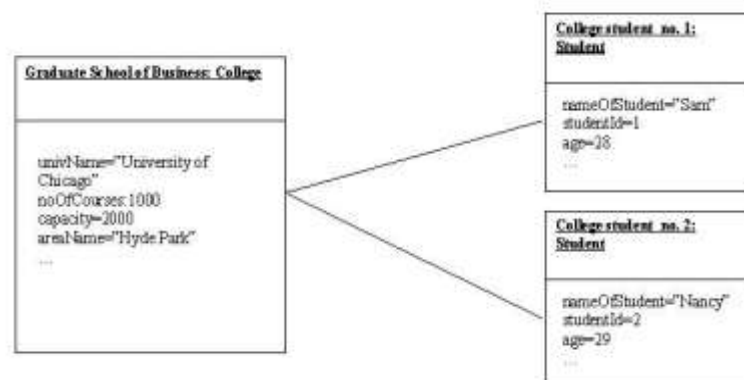 Graduate School of Business: College
univName="University of
Chicago"
noOfCourses:1000
capacity=2000
areaName="Hyde Park"
...
College student no. 1:
Student
nameOfStudent="Sam"
studentId=1
age=28
...
College student no. 2:
Student
nameOfStudent="Nancy"
studentId=2
age=29
...